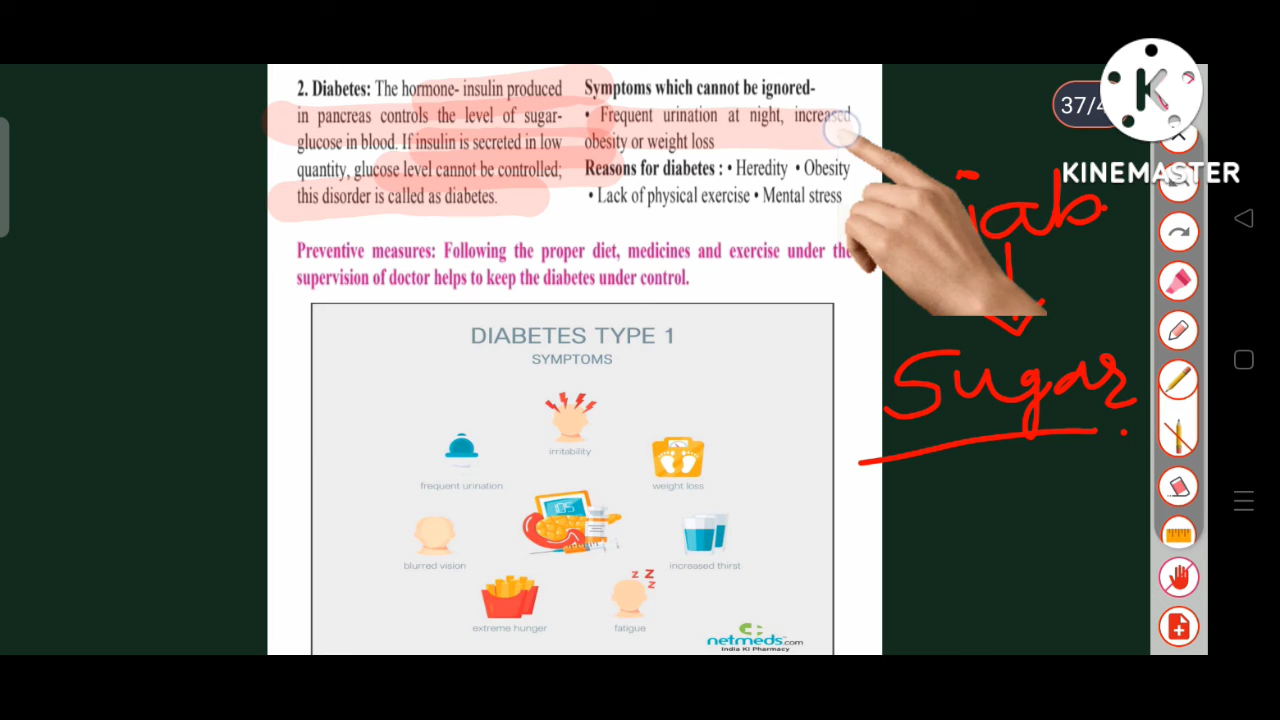 2. Diabetes: The hormone- insulin produced
in pancreas controls the level of sugar-
glucose in blood. If insulin is secreted in low
quantity, glucose level cannot be controlled;
this disorder is called as diabetes.
Symptoms which cannot be ignored-
• Frequent urination at night, increased
obesity or weight loss
Reasons for diabetes : • Heredity • Obesity
• Lack of physical exercise • Mental stress
Preventive measures: Following the proper diet, medicines and exercise under the
supervision of doctor helps to keep the diabetes under control.
DIABETES TYPE 1
SYMPTOMS
irritability
frequent urination
weight loss
blurred vision
increased thirst
extreme hunger
fatigue
netmeds.com
India Ki Pharmacy
37/4
K
KINEMASTER
Sugar